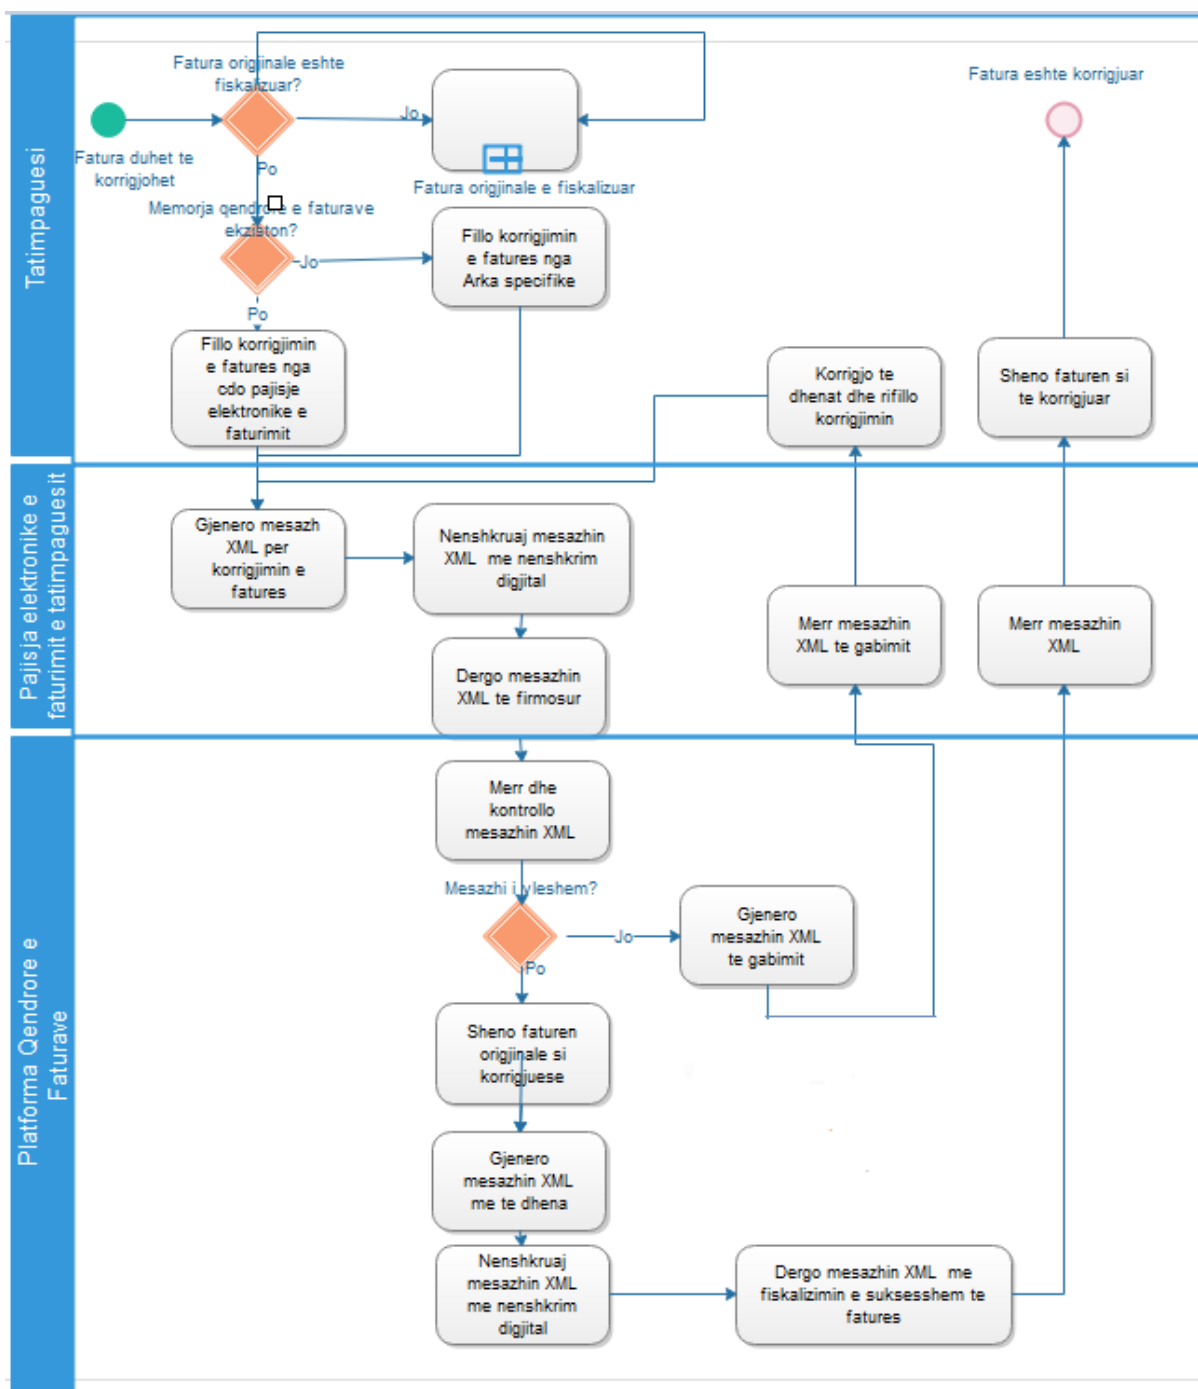 Tatimpaguesi
Fatura origjinale eshte
fiskalizuar?
Jo
Fatura duhet te
korrigjohet
Po
Fatura origjinale e fiskalizuar
Fatura eshte korrigjuar
Memorja qendrore e faturave
ekziston?
Jo
Po
Fillo korrigjimin
e fatures nga
Arka specifike
Fillo korrigjimin
e fatures nga
cdo pajisje
elektronike e
faturimit
Korrigjo te
dhenat dhe rifillo
korrigjimin
Sheno faturen si
te korrigjuar
Pajisja elektronike e
faturimit e tatimpaguesit
Gjenero mesazh
XML per
korrigjimin e
fatures
Nenshkruaj mesazhin
XML me nenshkrim
digjital
Dergo mesazhin
XML te firmosur
Merr mesazhin
XML te gabimit
Merr mesazhin
XML
Platforma Qendrore e
Faturave
Merr dhe
kontrollo
mesazhin XML
Mesazhi i vleshem?
Jo
Po
Gjenero
mesazhin XML
te gabimit
Sheno faturen
origjinale si
korrigjuese
Gjenero
mesazhin XML
me te dhena
Nenshkruaj
mesazhin XML
me nenshkrim
digjital
Dergo mesazhin XML me
fiskalizimin e suksesshem te
fatures